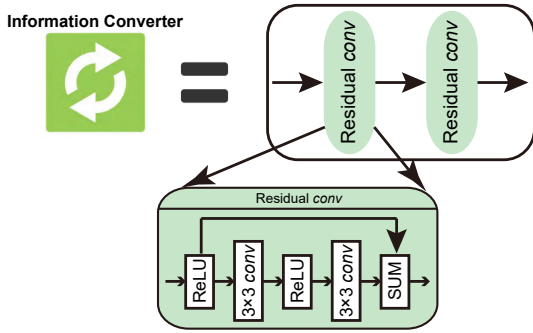 Information Converter
Residual conv
Residual conv
Residual conv
ReLU
3×3 conv
ReLU
3×3 conv
SUM